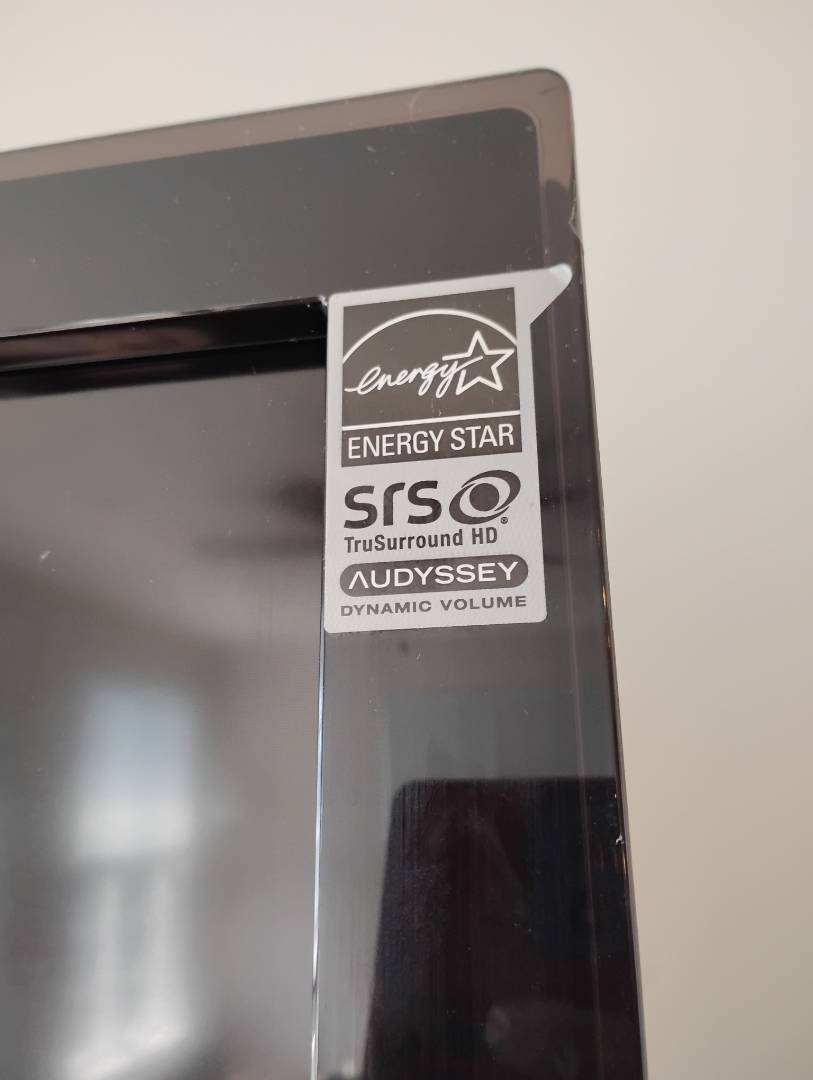 energy
ENERGY STAR
SRS®
TruSurround HD
AUDYSSEY
DYNAMIC VOLUME